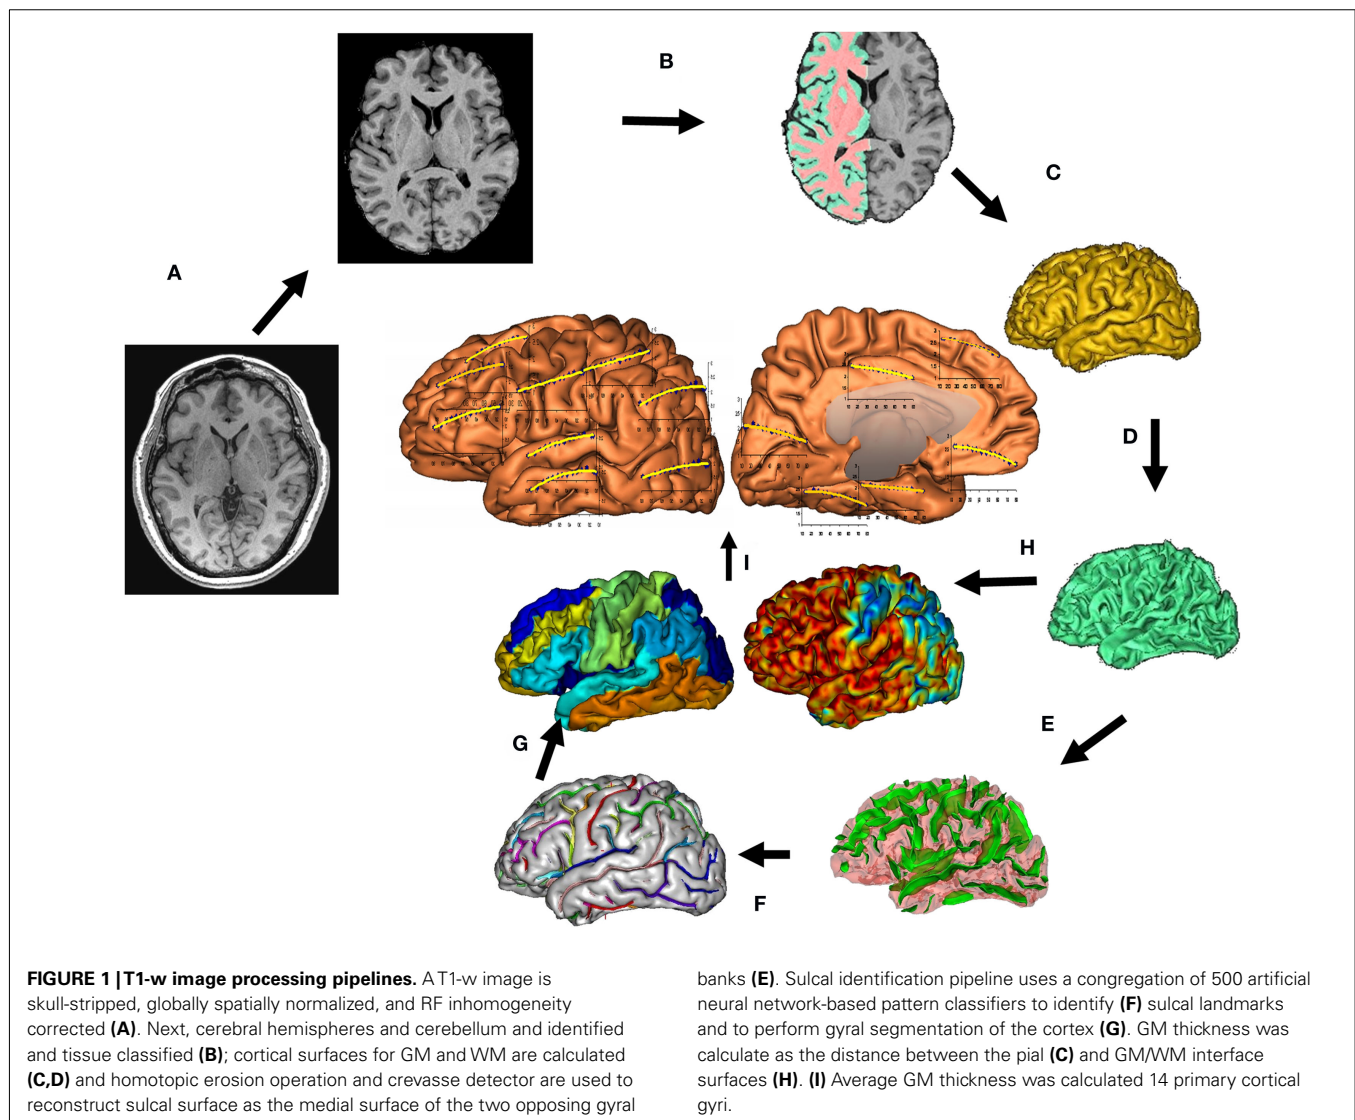 B
C
A
D
H
I
E
G
F
FIGURE 1 | T1-w image processing pipelines. A T1-w image is
skull-stripped, globally spatially normalized, and RF inhomogeneity
corrected (A). Next, cerebral hemispheres and cerebellum and identified
and tissue classified (B); cortical surfaces for GM and WM are calculated
(C,D) and homotopic erosion operation and crevasse detector are used to
reconstruct sulcal surface as the medial surface of the two opposing gyral
banks (E). Sulcal identification pipeline uses a congregation of 500 artificial
neural network-based pattern classifiers to identify (F) sulcal landmarks
and to perform gyral segmentation of the cortex (G). GM thickness was
calculate as the distance between the pial (C) and GM/WM interface
surfaces (H). (I) Average GM thickness was calculated 14 primary cortical
gyri.